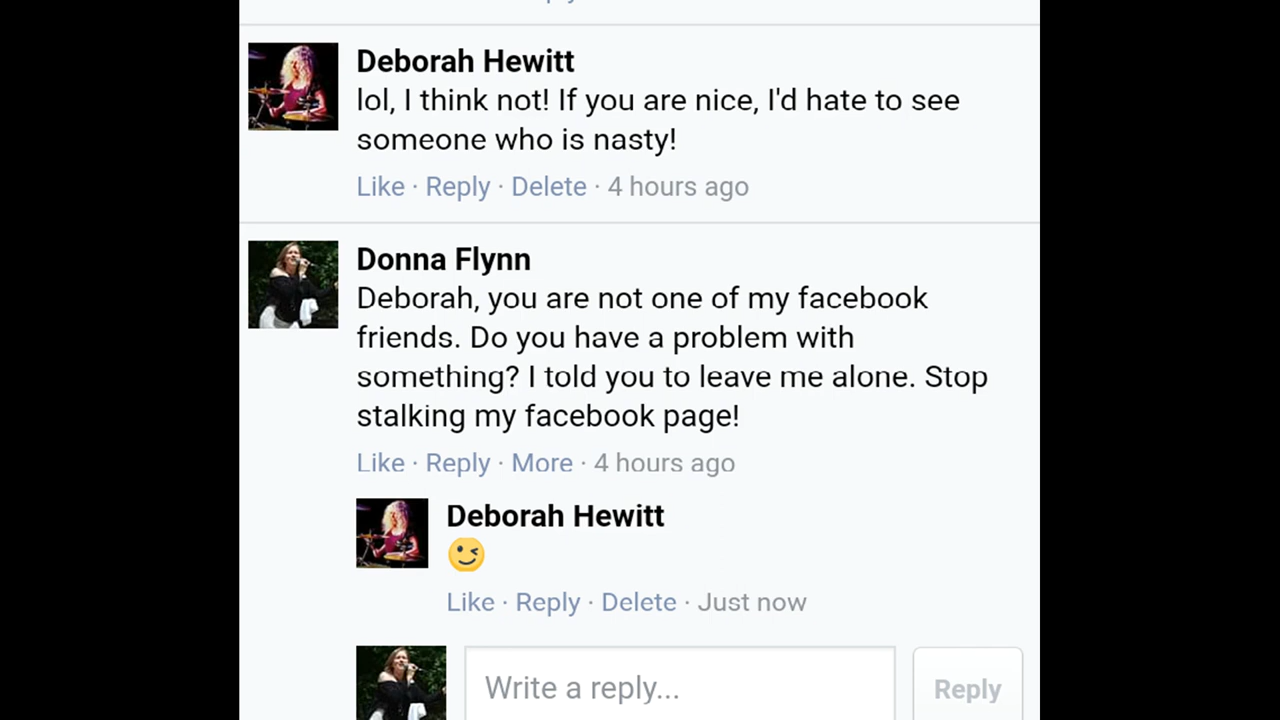 Deborah Hewitt
lol, I think not! If you are nice, I'd hate to see
someone who is nasty!
Like · Reply · Delete · 4 hours ago
Donna Flynn
Deborah, you are not one of my facebook
friends. Do you have a problem with
something? I told you to leave me alone. Stop
stalking my facebook page!
Like · Reply · More · 4 hours ago
Deborah Hewitt
😉
Like · Reply · Delete · Just now
Write a reply...
Reply